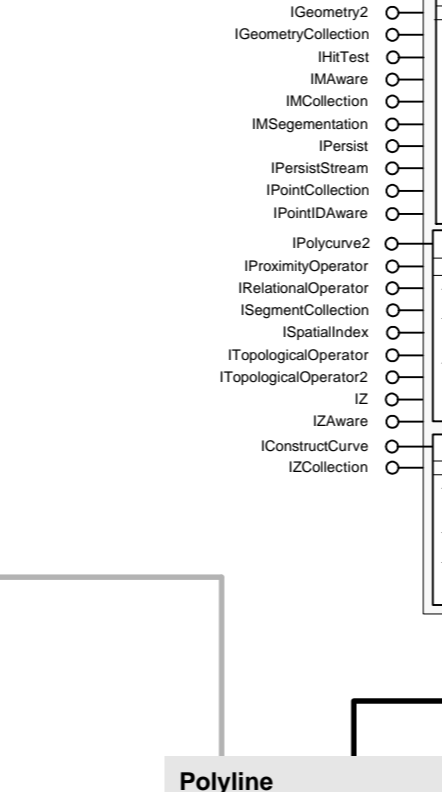 IGeometry2
IGeometryCollection
IHitTest
IMAware
IMCollection
IMSegementation
IPersist
IPersistStream
IPointCollection
IPointIDAware
IPolycurve2
IProximityOperator
IRelationalOperator
ISegmentCollection
ISpatialIndex
ITopologicalOperator
ITopologicalOperator2
IZ
IZAware
IConstructCurve
IZCollection
Polyline